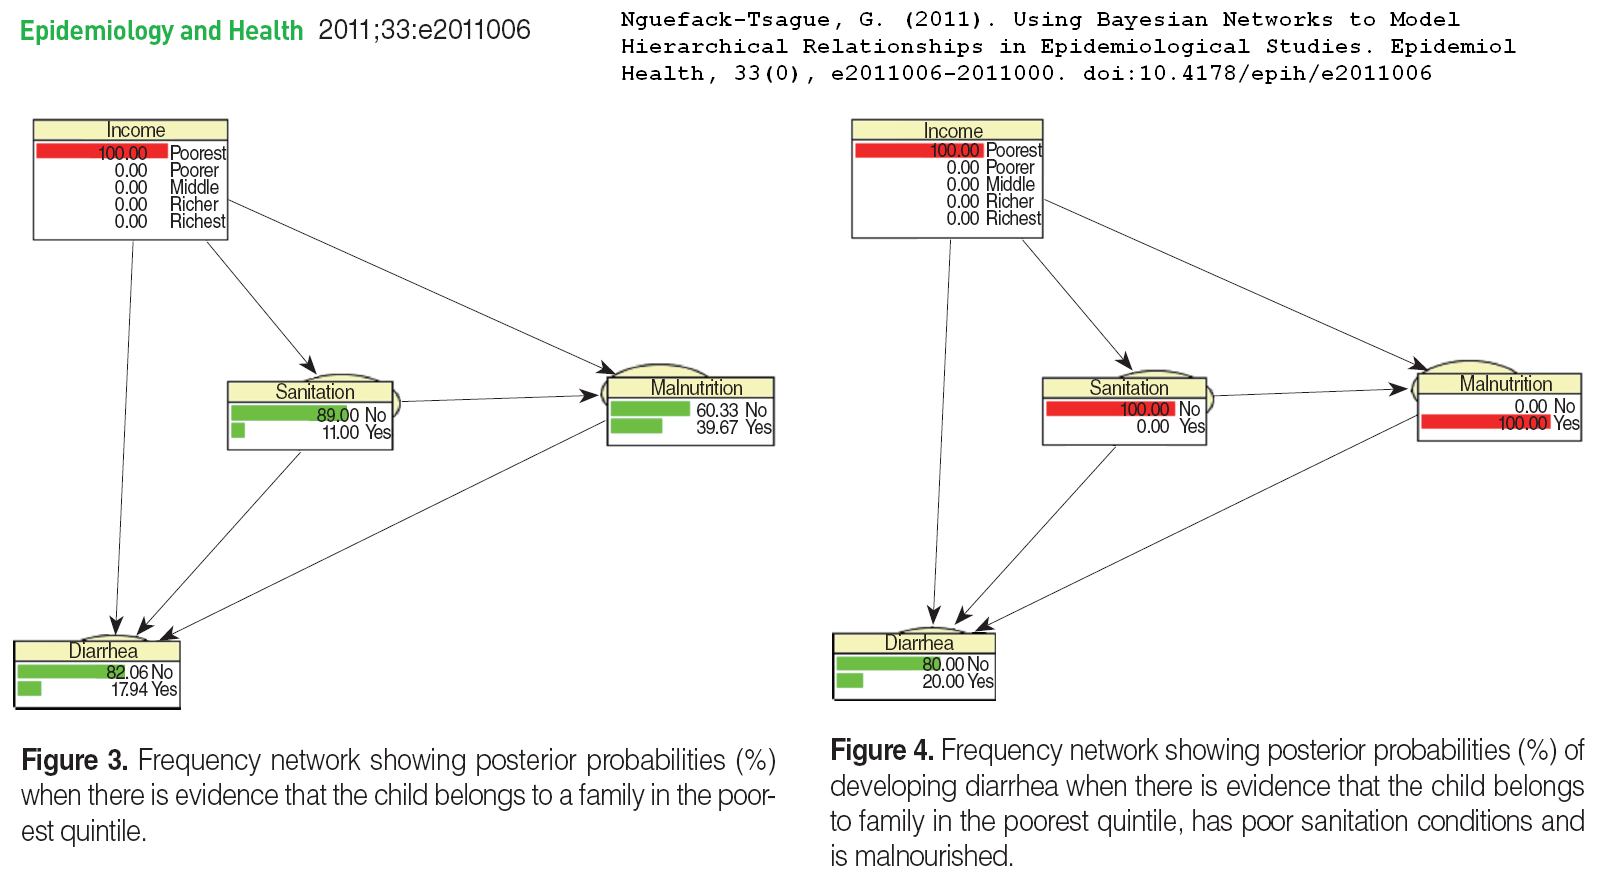 Epidemiology and Health 2011;33:e2011006
Nguefack-Tsague, G. (2011). Using Bayesian Networks to Model
Hierarchical Relationships in Epidemiological Studies. Epidemiol
Health, 33(0), e2011006-2011000. doi:10.4178/epih/e2011006
Income
100.00 Poorest
0.00 Poorer
0.00 Middle
0.00 Richer
0.00 Richest
Sanitation
89.00 No
11.00 Yes
Malnutrition
60.33 No
39.67 Yes
Diarrhea
82.06 No
17.94 Yes
Figure 3. Frequency network showing posterior probabilities (%)
when there is evidence that the child belongs to a family in the poor-
est quintile.
Income
100.00 Poorest
0.00 Poorer
0.00 Middle
0.00 Richer
0.00 Richest
Sanitation
100.00 No
0.00 Yes
Malnutrition
0.00 No
100.00 Yes
Diarrhea
80.00 No
20.00 Yes
Figure 4. Frequency network showing posterior probabilities (%) of
developing diarrhea when there is evidence that the child belongs
to family in the poorest quintile, has poor sanitation conditions and
is malnourished.